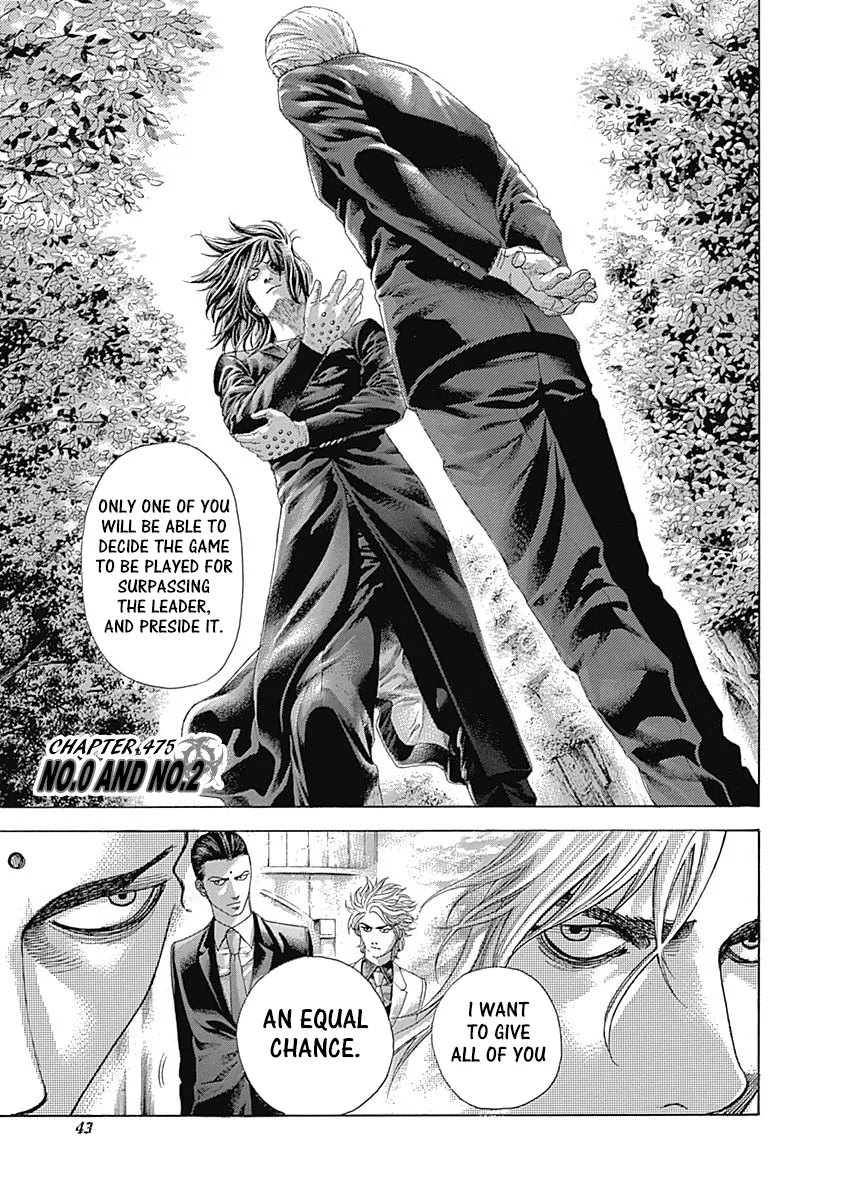 ONLY ONE OF YOU
WILL BE ABLE TO
DECIDE THE GAME
TO BE PLAYED FOR
SURPASSING
THE LEADER,
AND PRESIDE IT.
CHAPTER 475
NO.0 AND NO.2
I WANT
TO GIVE
ALL OF YOU
AN EQUAL
CHANCE.
43